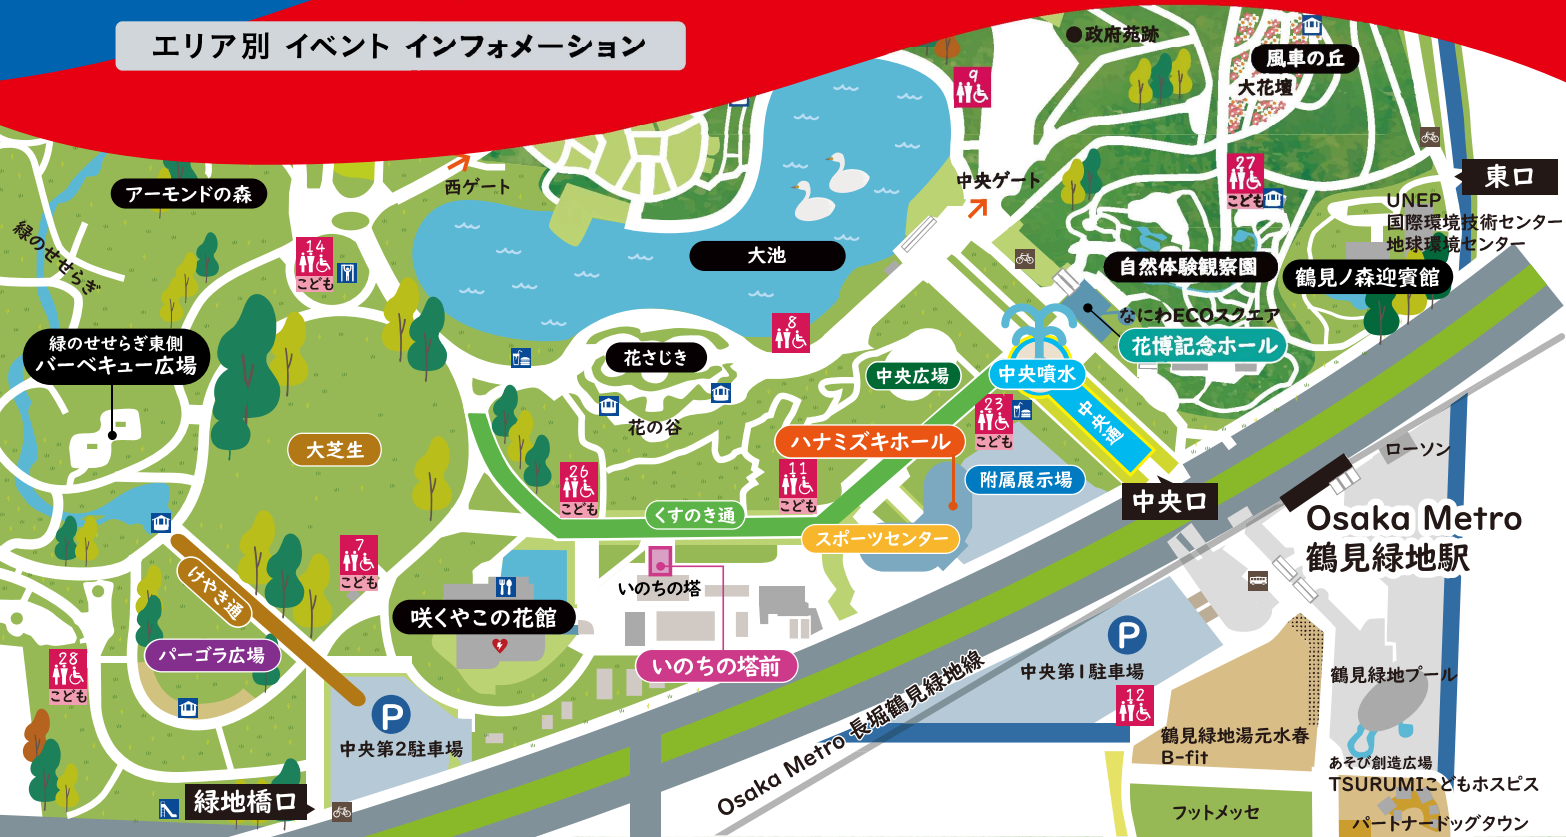 エリア別 イベント インフォメーション
●政府苑跡
風車の丘
大花壇
9
中央ゲート
西ゲート
アーモンドの森
緑のせせらぎ
14
こども
大池
27
こども
東口
UNEP
国際環境技術センター
地球環境センター
自然体験観察園
鶴見ノ森迎賓館
なにわECOスクエア
花博記念ホール
緑のせせらぎ東側
バーベキュー広場
花さじき
8
中央広場
中央噴水
花の谷
23
こども
中央通
大芝生
ハナミズキホール
附属展示場
26
こども
11
こども
くすのき通
スポーツセンター
中央口
ローソン
Osaka Metro
鶴見緑地駅
7
こども
けやき通
いのちの塔
咲くやこの花館
いのちの塔前
パーゴラ広場
28
こども
P
中央第2駐車場
P
中央第1駐車場
12
Osaka Metro 長堀鶴見緑地線
鶴見緑地プール
鶴見緑地湯元水春
B-fit
あそび創造広場
TSURUMIこどもホスピス
緑地橋口
フットメッセ
パートナードッグタウン